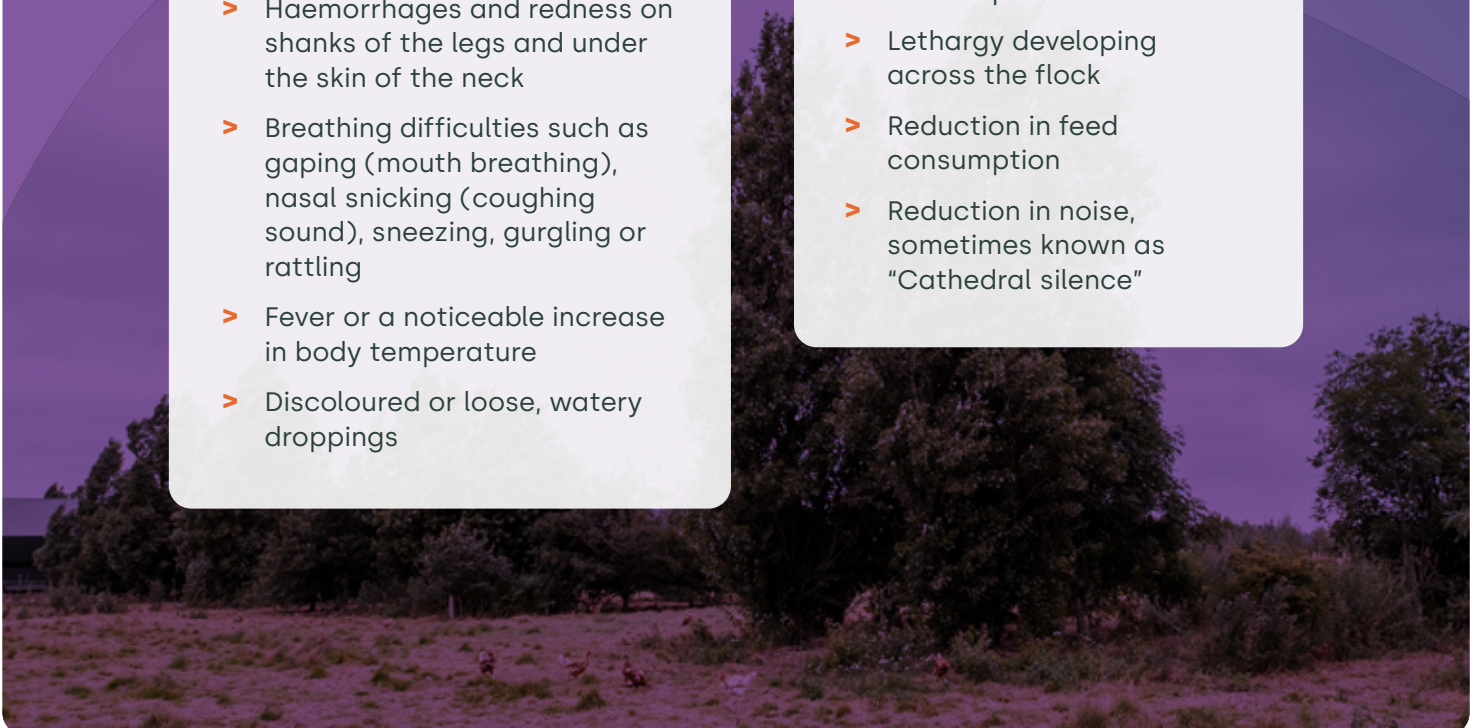 > Haemorrhages and redness on
shanks of the legs and under
the skin of the neck
> Breathing difficulties such as
gaping (mouth breathing),
nasal snicking (coughing
sound), sneezing, gurgling or
rattling
> Fever or a noticeable increase
in body temperature
> Discoloured or loose, watery
droppings
> Lethargy developing
across the flock
> Reduction in feed
consumption
> Reduction in noise,
sometimes known as
“Cathedral silence”